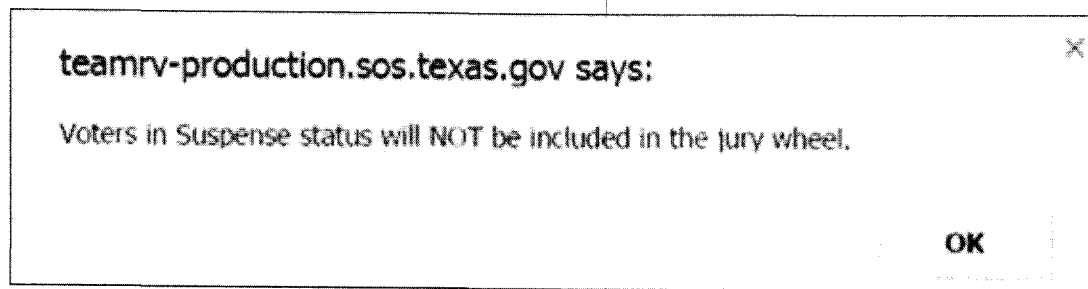 teamrv-production.sos.texas.gov says:
Voters in Suspense status will NOT be included in the jury wheel.
OK